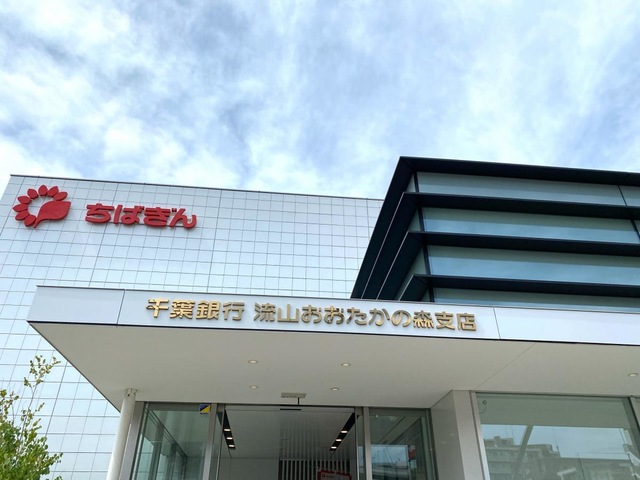 ちばぎん
千葉銀行 流山おおたかの森支店